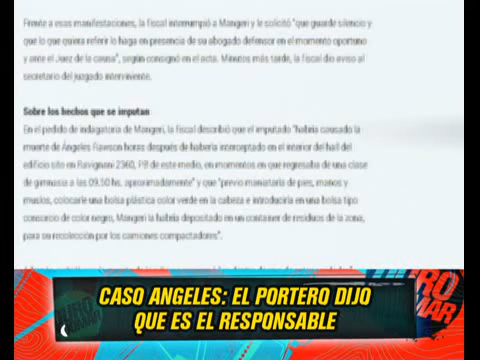 Frente a esas manifestaciones, la fiscal interrumpió a Mangeri y le solicitó "que guarde silencio y
que lo que quiera referir lo haga en presencia de su abogado defensor en el momento oportuno
y ante el Juez de la causa", según consignó en el acta. Minutos más tarde, la fiscal dio aviso al
secretario del juzgado interviniente.
Sobre los hechos que se imputan
En el pedido de indagatoria de Mangeri, la fiscal describió que el imputado "habría causado la
muerte de Ángeles Rawson horas después de haberla interceptado en el interior del hall del
edificio sito en Ravignani 2360, PB de este medio, en momentos en que regresaba de una clase
de gimnasia a las 09.50 hs. aproximadamente" y que "previo maniatarla de pies, manos y
muslos, colocarle una bolsa plástica color verde en la cabeza e introducirla en una bolsa tipo
consorcio de color negro, Mangeri la habría depositado en un container de residuos de la zona,
para su recolección por los camiones compactadores".
CASO ANGELES: EL PORTERO DIJO
QUE ES EL RESPONSABLE